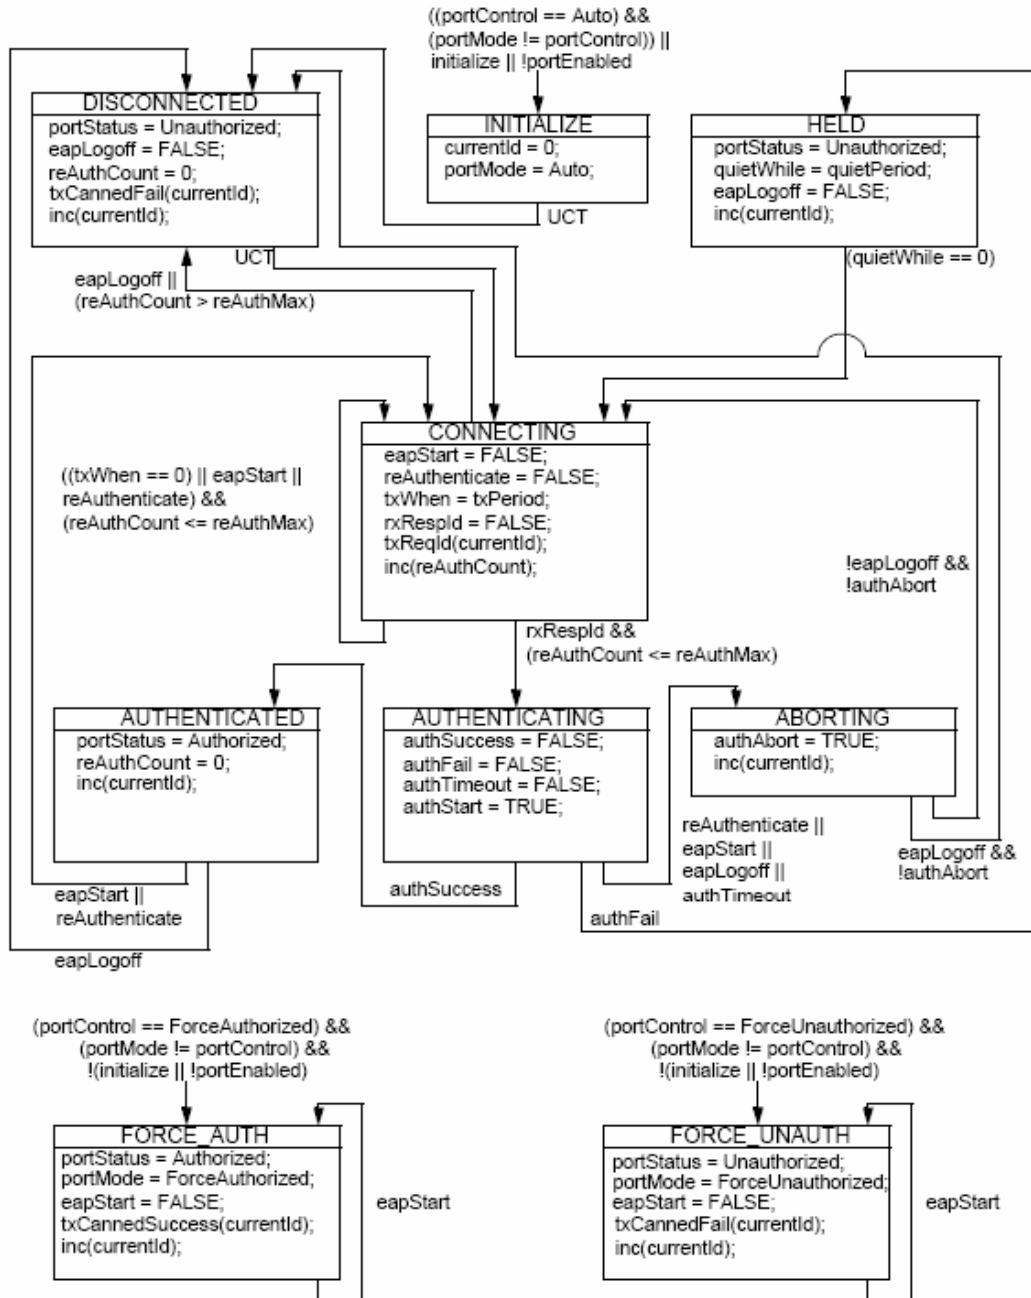 ((portControl == Auto) &&
(portMode != portControl)) ||
initialize || !portEnabled
DISCONNECTED
portStatus = Unauthorized;
eapLogoff = FALSE;
reAuthCount = 0;
txCannedFail(currentId);
inc(currentId);
INITIALIZE
currentId = 0;
portMode = Auto;
HELD
portStatus = Unauthorized;
quietWhile = quietPeriod;
eapLogoff = FALSE;
inc(currentId);
UCT
UCT
(quietWhile == 0)
eapLogoff ||
(reAuthCount > reAuthMax)
CONNECTING
eapStart = FALSE;
reAuthenticate = FALSE;
txWhen = txPeriod;
rxRespId = FALSE;
txReqId(currentId);
inc(reAuthCount);
((txWhen == 0) || eapStart ||
reAuthenticate) &&
(reAuthCount <= reAuthMax)
!eapLogoff &&
!authAbort
rxRespId &&
(reAuthCount <= reAuthMax)
AUTHENTICATED
portStatus = Authorized;
reAuthCount = 0;
inc(currentId);
AUTHENTICATING
authSuccess = FALSE;
authFail = FALSE;
authTimeout = FALSE;
authStart = TRUE;
ABORTING
authAbort = TRUE;
inc(currentId);
reAuthenticate ||
eapStart ||
eapLogoff ||
authTimeout
eapLogoff &&
!authAbort
eapStart ||
reAuthenticate
authSuccess
authFail
eapLogoff
(portControl == ForceAuthorized) &&
(portMode != portControl) &&
!(initialize || !portEnabled)
(portControl == ForceUnauthorized) &&
(portMode != portControl) &&
!(initialize || !portEnabled)
FORCE_AUTH
portStatus = Authorized;
portMode = ForceAuthorized;
eapStart = FALSE;
txCannedSuccess(currentId);
inc(currentId);
eapStart
FORCE_UNAUTH
portStatus = Unauthorized;
portMode = ForceUnauthorized;
eapStart = FALSE;
txCannedFail(currentId);
inc(currentId);
eapStart